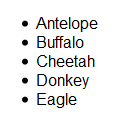 • Antelope
• Buffalo
• Cheetah
• Donkey
• Eagle